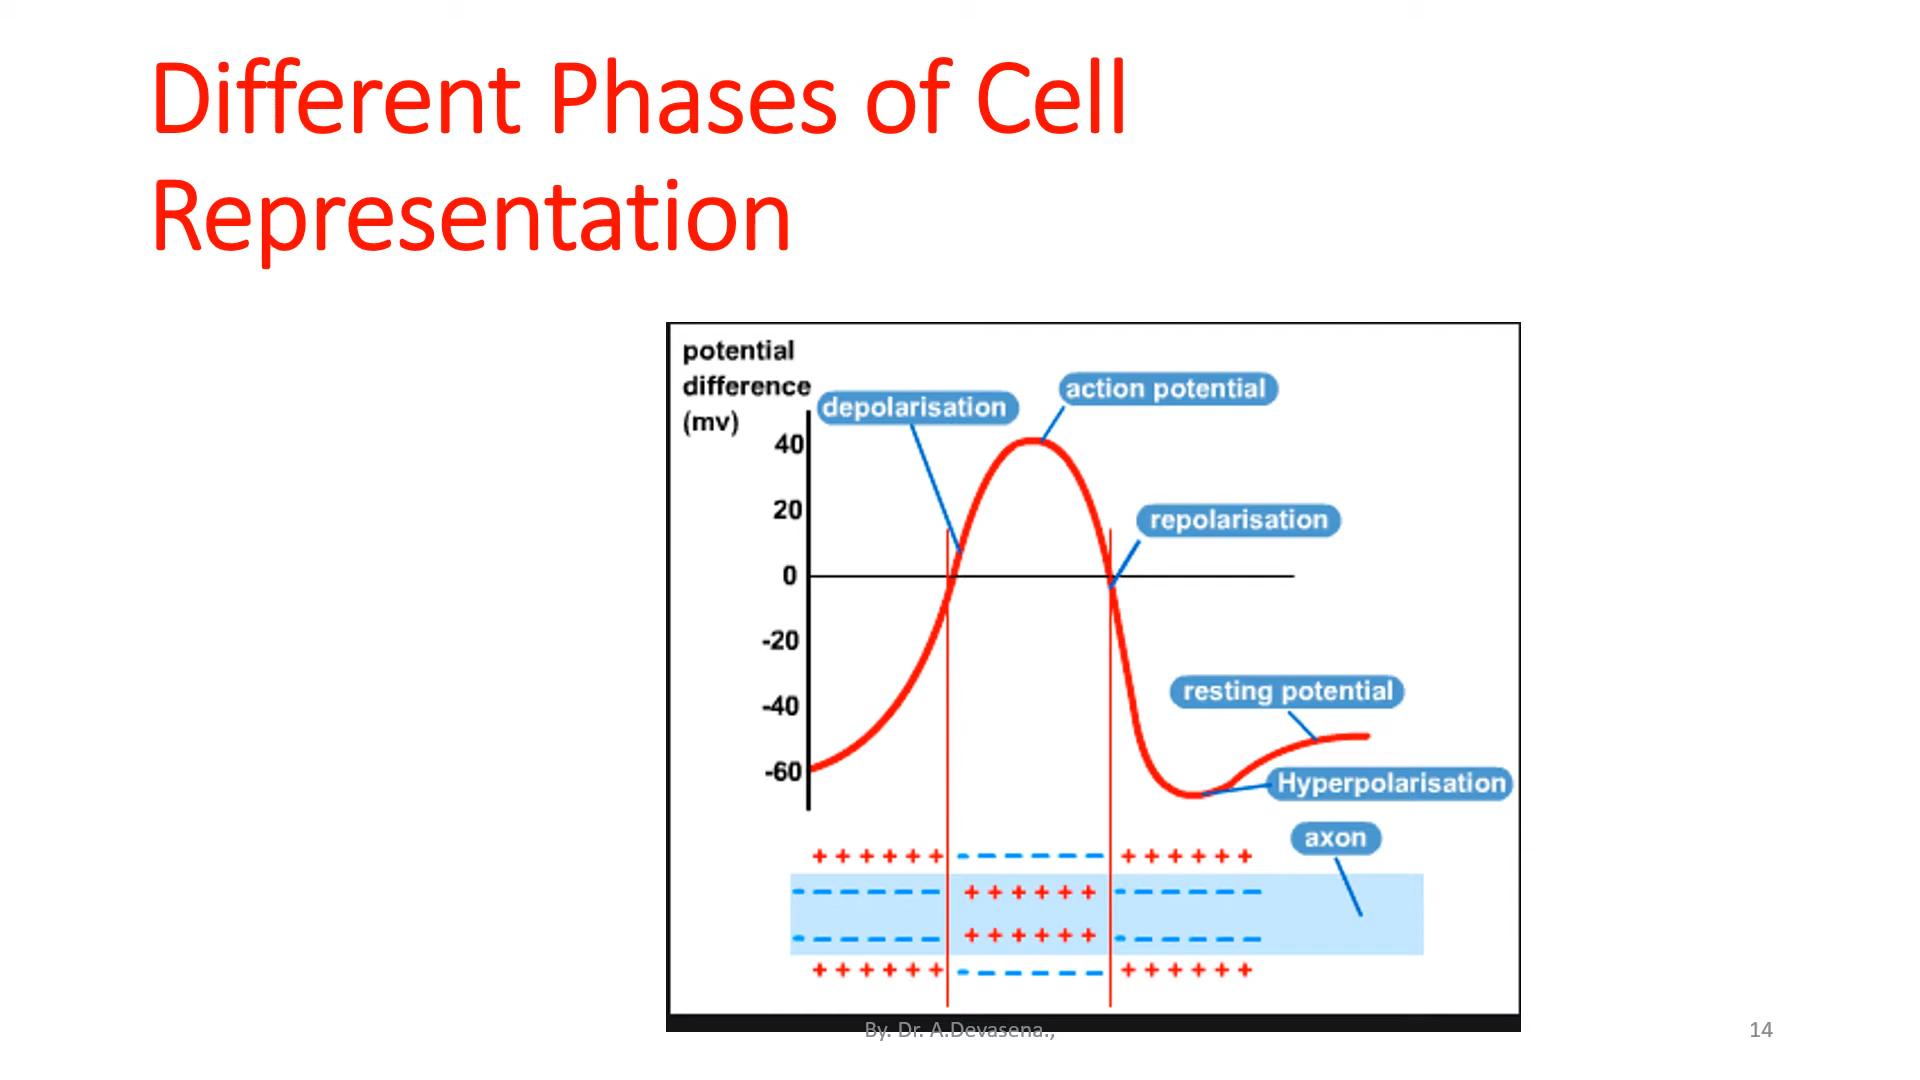 Different Phases of Cell
Representation
potential
difference
(mv)
depolarisation
action potential
40
20
repolarisation
0
-20
resting potential
-40
-60
Hyperpolarisation
axon
+ + + + + + – – – – – – + + + + + +
– – – – – – – + + + + + + – – – – – – –
– – – – – – – + + + + + + – – – – – – –
+ + + + + + – – – – – – + + + + + +
By. Dr. A.Devasena.,
14